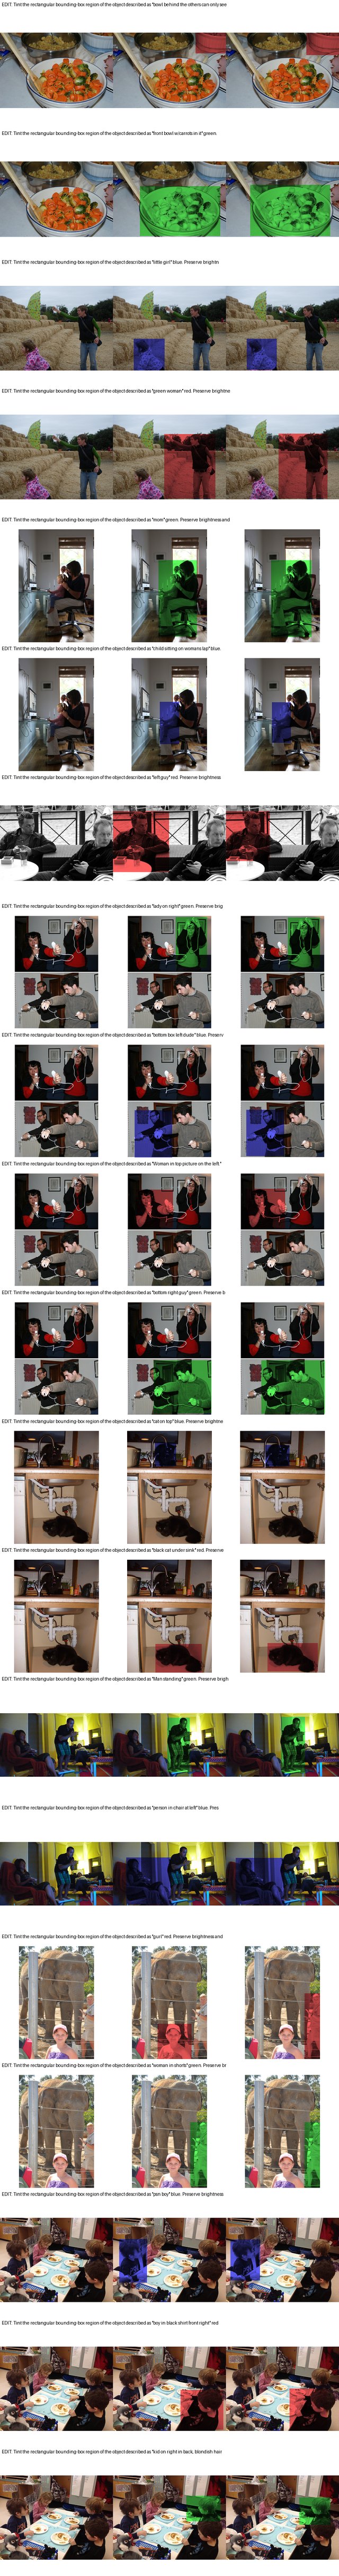 EDIT: Tint the rectangular bounding-box region of the object described as "bowl behind the others can only see
EDIT: Tint the rectangular bounding-box region of the object described as "front bowl w/carrots in it" green.
EDIT: Tint the rectangular bounding-box region of the object described as "little girl" blue. Preserve brightn
EDIT: Tint the rectangular bounding-box region of the object described as "green woman" red. Preserve brightne
EDIT: Tint the rectangular bounding-box region of the object described as "mom" green. Preserve brightness and
EDIT: Tint the rectangular bounding-box region of the object described as "child sitting on womans lap" blue.
EDIT: Tint the rectangular bounding-box region of the object described as "left guy" red. Preserve brightness
EDIT: Tint the rectangular bounding-box region of the object described as "lady on right" green. Preserve brig
EDIT: Tint the rectangular bounding-box region of the object described as "bottom box left dude" blue. Preserv
EDIT: Tint the rectangular bounding-box region of the object described as "Woman in top picture on the left."
EDIT: Tint the rectangular bounding-box region of the object described as "bottom right guy" green. Preserve b
EDIT: Tint the rectangular bounding-box region of the object described as "cat on top" blue. Preserve brightne
EDIT: Tint the rectangular bounding-box region of the object described as "black cat under sink" red. Preserve
EDIT: Tint the rectangular bounding-box region of the object described as "Man standing" green. Preserve brigh
EDIT: Tint the rectangular bounding-box region of the object described as "person in chair at left" blue. Pres
EDIT: Tint the rectangular bounding-box region of the object described as "gurl" red. Preserve brightness and
EDIT: Tint the rectangular bounding-box region of the object described as "woman in shorts" green. Preserve br
EDIT: Tint the rectangular bounding-box region of the object described as "pan boy" blue. Preserve brightness
EDIT: Tint the rectangular bounding-box region of the object described as "boy in black shirt front right" red
EDIT: Tint the rectangular bounding-box region of the object described as "kid on right in back, blondish hair